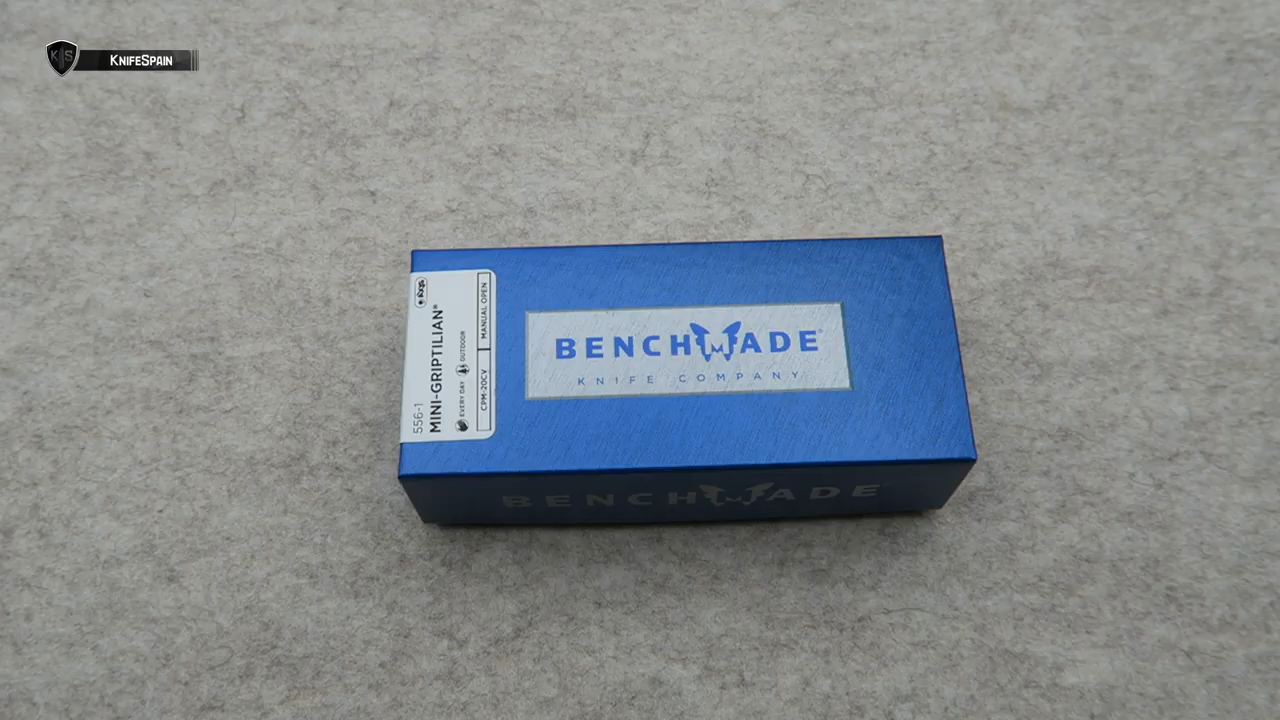 KNIFESPAIN
556-1
MINI-GRIPTILIAN®
EVERY DAY OUTDOOR
CPM-20CV MANUAL OPEN
BENCHMADE®
KNIFE COMPANY
BENCHMADE